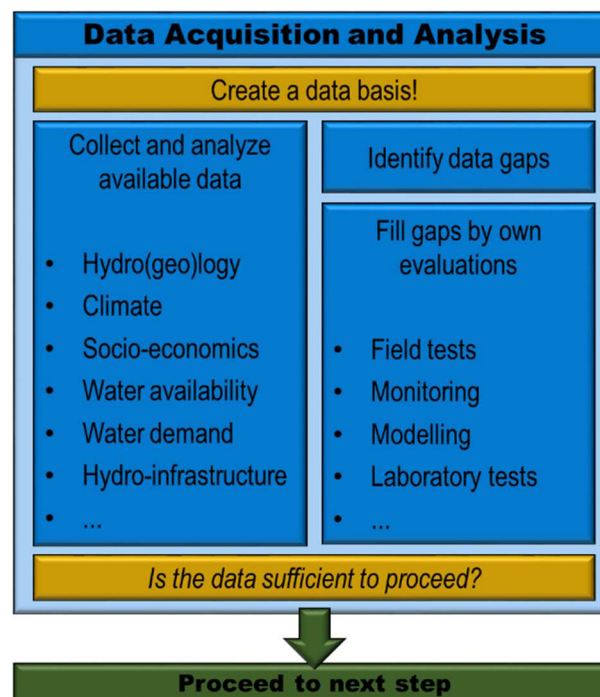 Data Acquisition and Analysis
Create a data basis!
Collect and analyze
available data
• Hydro(geo)logy
• Climate
• Socio-economics
• Water availability
• Water demand
• Hydro-infrastructure
• ...
Identify data gaps
Fill gaps by own
evaluations
• Field tests
• Monitoring
• Modelling
• Laboratory tests
• ...
Is the data sufficient to proceed?
Proceed to next step